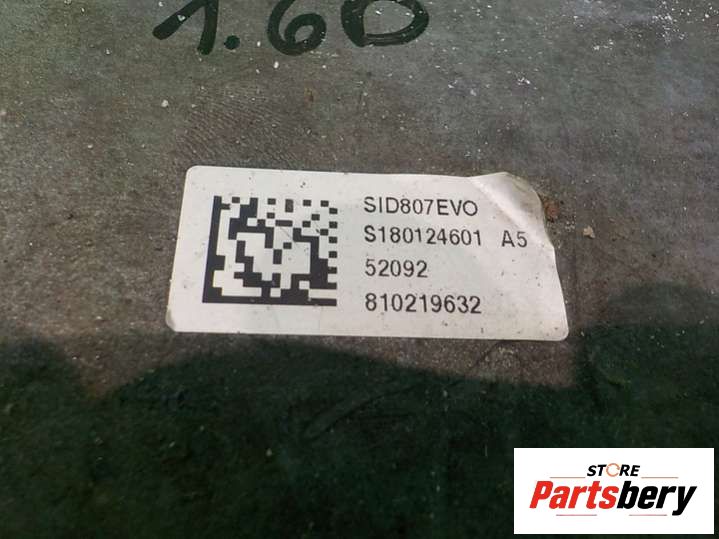 1.6D
SID807EVO
S180124601 A5
52092
810219632
STORE
Partsbery